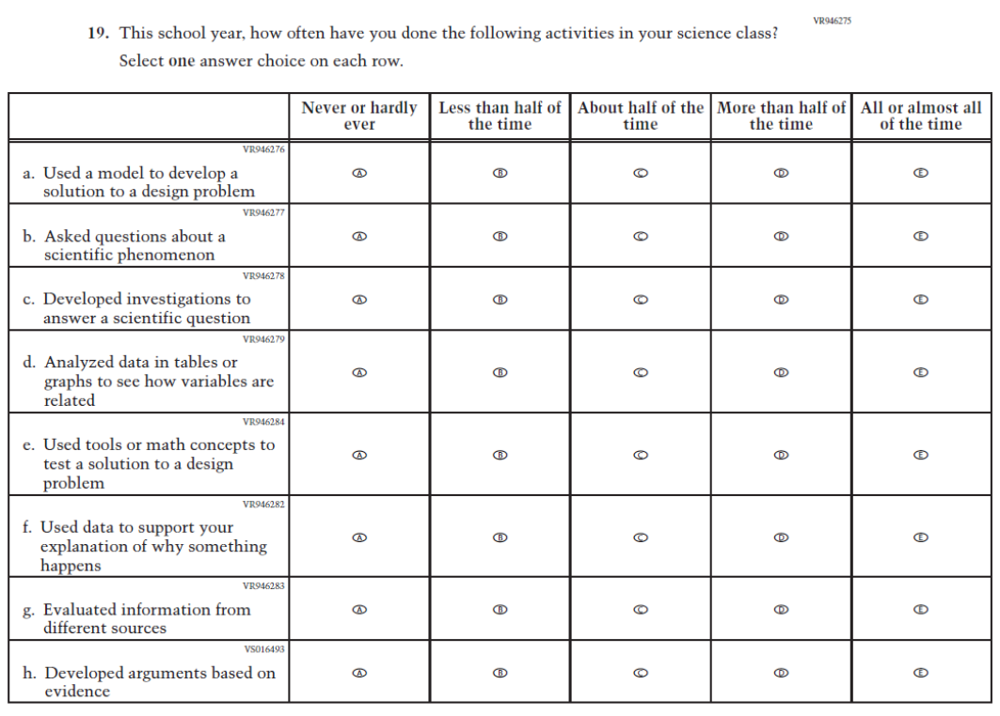 VR946275
19. This school year, how often have you done the following activities in your science class?
Select one answer choice on each row.
Never or hardly ever
Less than half of the time
About half of the time
More than half of the time
All or almost all of the time
VR946276
a. Used a model to develop a
solution to a design problem
A B C D E
VR946277
b. Asked questions about a
scientific phenomenon
A B C D E
VR946278
c. Developed investigations to
answer a scientific question
A B C D E
VR946279
d. Analyzed data in tables or
graphs to see how variables are
related
A B C D E
VR946284
e. Used tools or math concepts to
test a solution to a design
problem
A B C D E
VR946282
f. Used data to support your
explanation of why something
happens
A B C D E
VR946283
g. Evaluated information from
different sources
A B C D E
VS016493
h. Developed arguments based on
evidence
A B C D E